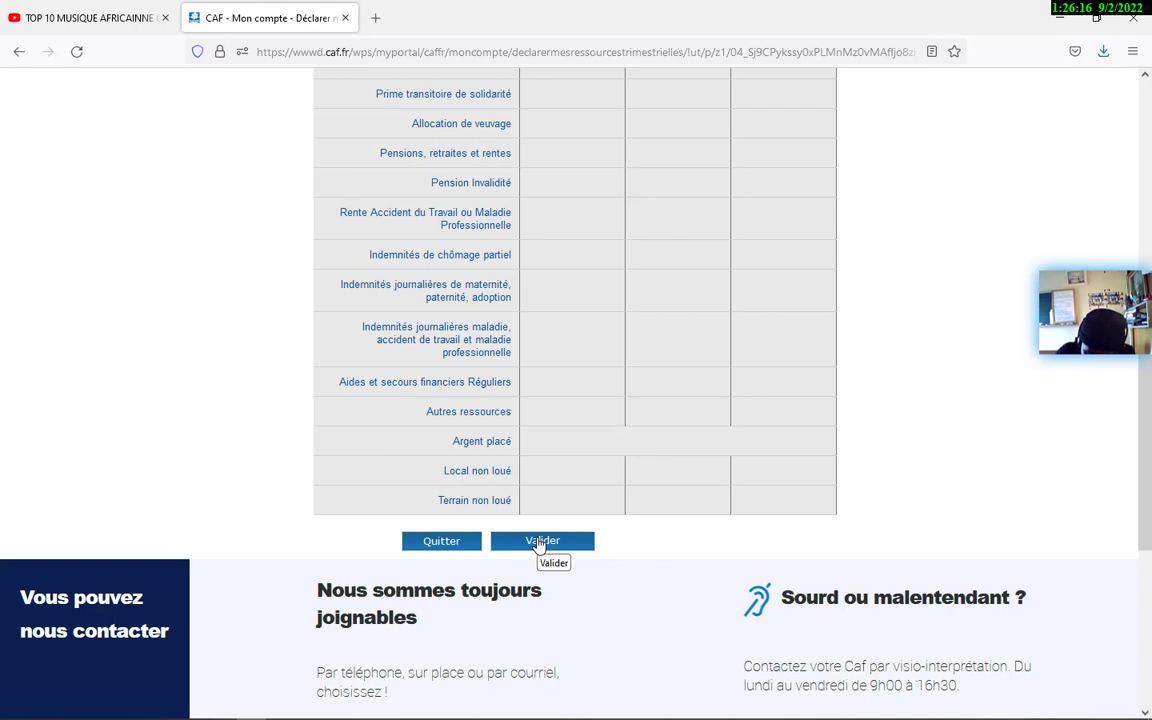 1:26:16 9/2/2022
TOP 10 MUSIQUE AFRICAINNE
CAF - Mon compte - Déclarer
https://wwwd.caf.fr/wps/myportal/caffr/moncompte/declarermesressourcestrimestrielles/!ut/p/z1/
Prime transitoire de solidarité
Allocation de veuvage
Pensions, retraites et rentes
Pension Invalidité
Rente Accident du Travail ou Maladie
Professionnelle
Indemnités de chômage partiel
Indemnités journalières de maternité,
paternité, adoption
Indemnités journalières maladie,
accident de travail et maladie
professionnelle
Aides et secours financiers Réguliers
Autres ressources
Argent placé
Local non loué
Terrain non loué
Quitter
Valider
Valider
Vous pouvez
nous contacter
Nous sommes toujours
joignables
Par téléphone, sur place ou par courriel,
choisissez !
Sourd ou malentendant ?
Contactez votre Caf par visio-interprétation. Du
lundi au vendredi de 9h00 à 16h30.